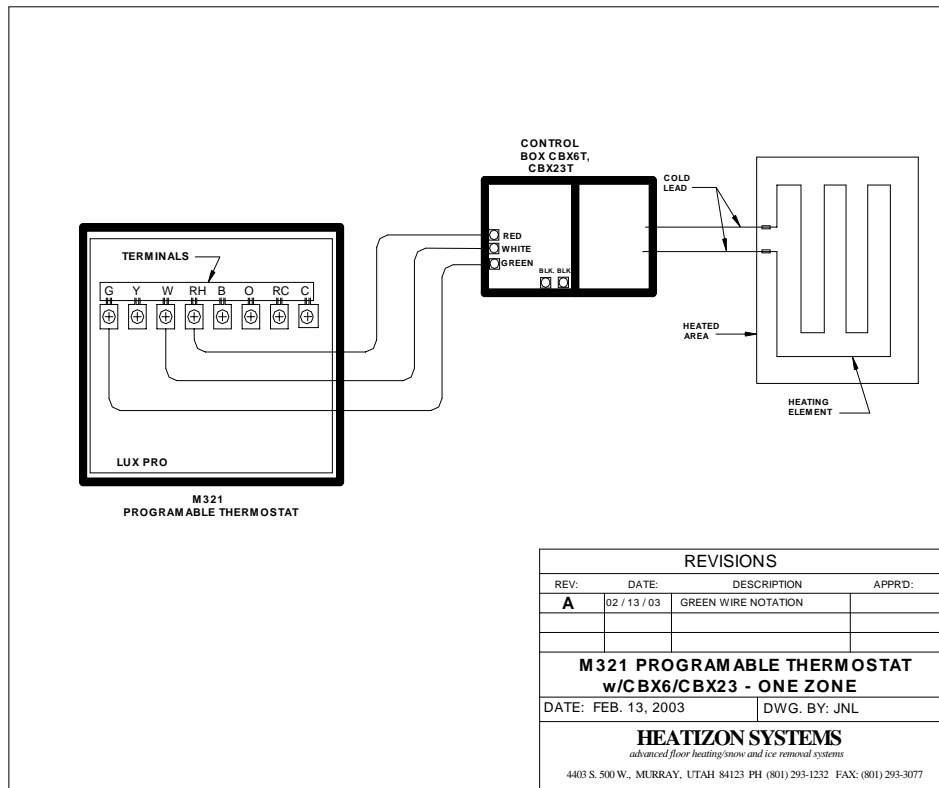 CONTROL
BOX CBX6T,
CBX23T
COLD
LEAD
RED
WHITE
GREEN
BLK. BLK
TERMINALS
G Y W RH B O RC C
HEATED
AREA
HEATING
ELEMENT
LUX PRO
M321
PROGRAMABLE THERMOSTAT
REVISIONS
REV: DATE: DESCRIPTION APPR'D:
A 02 / 13 / 03 GREEN WIRE NOTATION
M321 PROGRAMABLE THERMOSTAT
w/CBX6/CBX23 - ONE ZONE
DATE: FEB. 13, 2003 DWG. BY: JNL
HEATIZON SYSTEMS
advanced floor heating/snow and ice removal systems
4403 S. 500 W., MURRAY, UTAH 84123 PH (801) 293-1232 FAX: (801) 293-3077